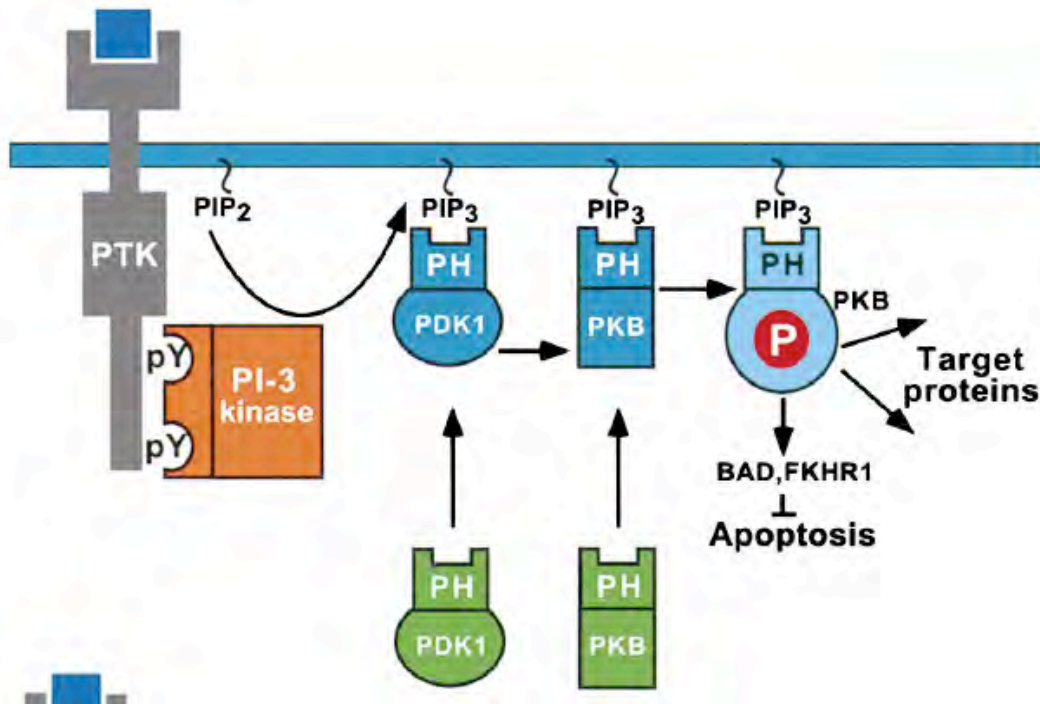 PTK
PIP2
PIP3
PIP3
PIP3
PH
PDK1
PH
PKB
PH
PKB
P
Target
proteins
pY
pY
PI-3
kinase
BAD,FKHR1
Apoptosis
PH
PDK1
PH
PKB